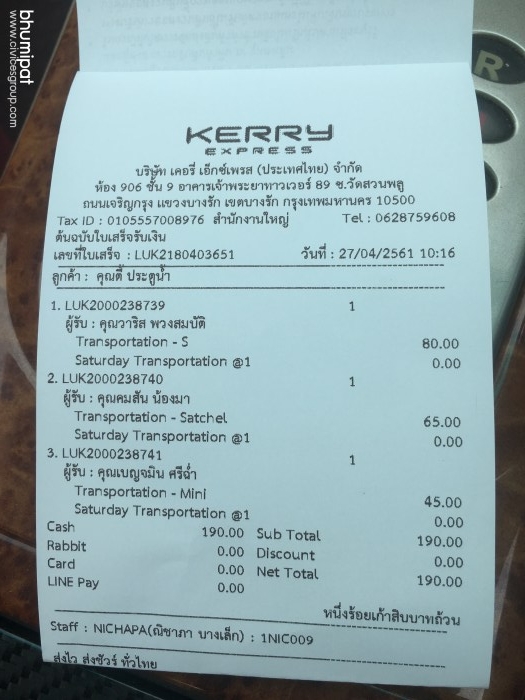 bhumipat
www.civicesgroup.com
R
KERRY
EXPRESS
บริษัท เคอรี่ เอ็กซ์เพรส (ประเทศไทย) จำกัด
ห้อง 906 ชั้น 9 อาคารเจ้าพระยาทาวเวอร์ 89 ซ.วัดสวนพลู
ถนนเจริญกรุง แขวงบางรัก เขตบางรัก กรุงเทพมหานคร 10500
Tax ID : 0105557008976 สำนักงานใหญ่ Tel : 0628759608
ต้นฉบับใบเสร็จรับเงิน
เลขที่ใบเสร็จ : LUK2180403651 วันที่ : 27/04/2561 10:16
ลูกค้า : คุณตี๋ ประตูน้ำ
1. LUK2000238739 1
ผู้รับ : คุณวาริส พวงสมบัติ
Transportation - S 80.00
Saturday Transportation @1 0.00
2. LUK2000238740 1
ผู้รับ : คุณคมสัน น้องมา
Transportation - Satchel 65.00
Saturday Transportation @1 0.00
3. LUK2000238741 1
ผู้รับ : คุณเบญจมิน ศรีฉ่ำ
Transportation - Mini 45.00
Saturday Transportation @1 0.00
Cash 190.00 Sub Total 190.00
Rabbit 0.00 Discount 0.00
Card 0.00 Net Total 190.00
LINE Pay 0.00
หนึ่งร้อยเก้าสิบบาทถ้วน
Staff : NICHAPA(ณิชาภา บางเล็ก) : 1NIC009
ส่งไว ส่งชัวร์ ทั่วไทย